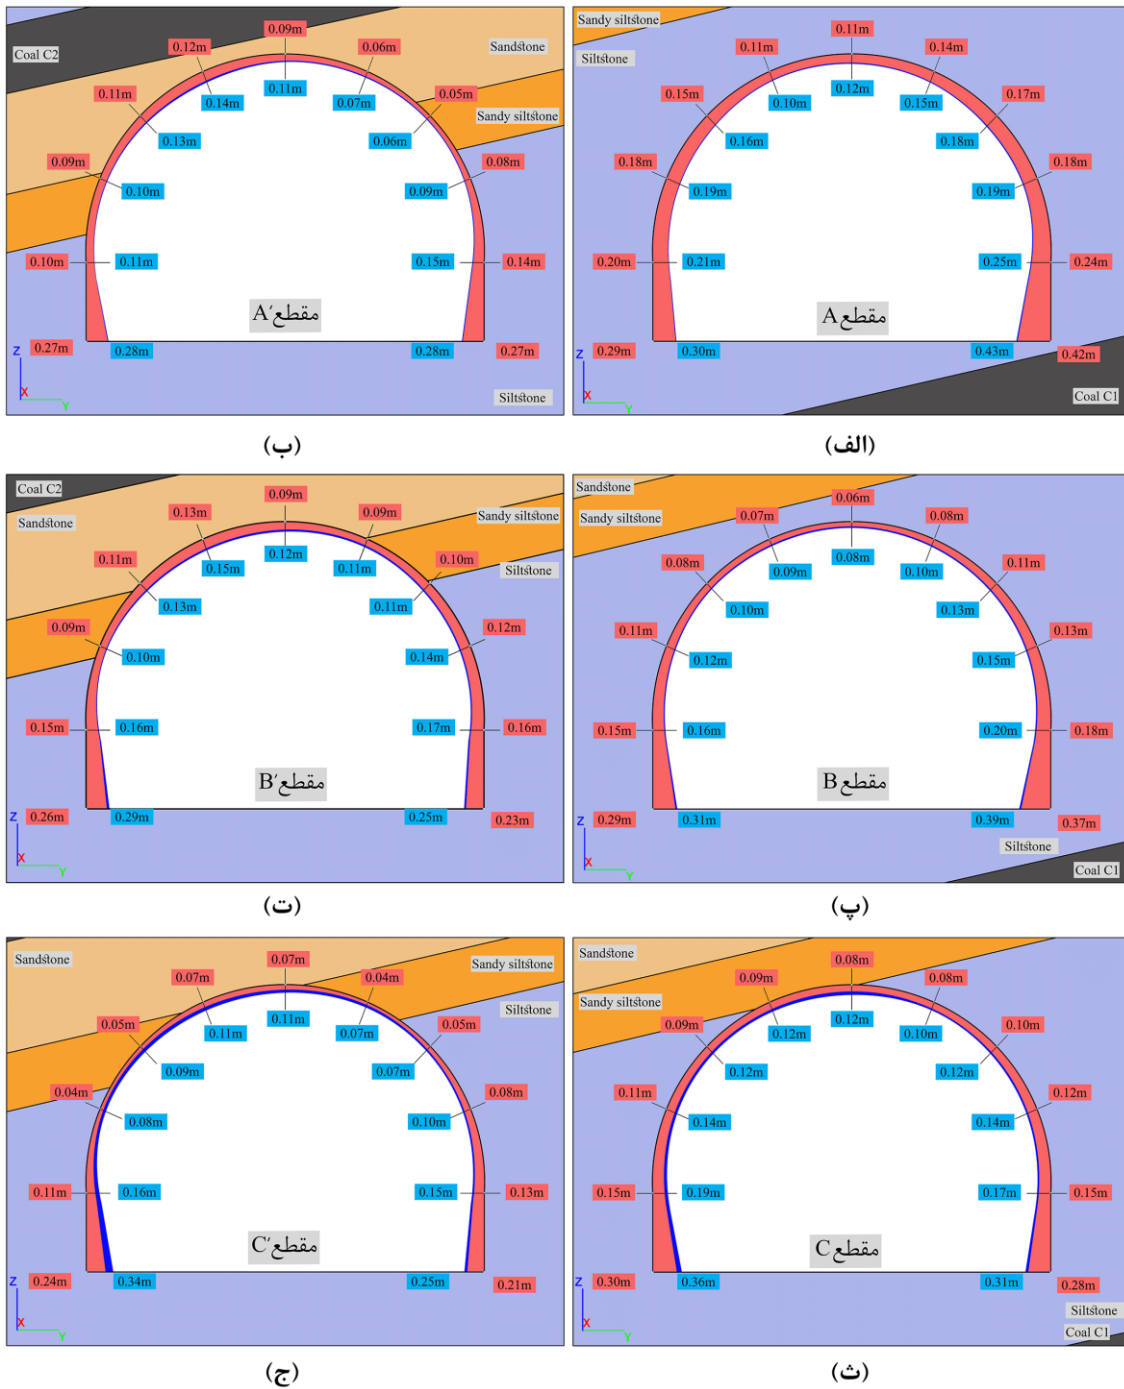 Coal C2
Sandstone
Sandy siltstone
Siltstone
0.09m
0.12m
0.06m
0.11m
0.05m
0.09m
0.08m
0.10m
0.14m
0.27m
0.27m
0.11m
0.14m
0.07m
0.13m
0.06m
0.10m
0.09m
0.11m
0.15m
0.28m
0.28m
مقطع A′
Z
X
Y
(ب)
Sandy siltstone
Siltstone
Coal C1
0.11m
0.11m
0.14m
0.15m
0.17m
0.18m
0.18m
0.20m
0.24m
0.29m
0.42m
0.12m
0.10m
0.15m
0.16m
0.18m
0.19m
0.19m
0.21m
0.25m
0.30m
0.43m
مقطع A
Z
X
Y
(الف)
Coal C2
Sandstone
Sandy siltstone
Siltstone
0.09m
0.13m
0.09m
0.11m
0.10m
0.09m
0.12m
0.15m
0.16m
0.26m
0.23m
0.12m
0.15m
0.11m
0.13m
0.11m
0.10m
0.14m
0.16m
0.17m
0.29m
0.25m
مقطع B′
Z
X
Y
(ت)
Sandstone
Sandy siltstone
Siltstone
Coal C1
0.06m
0.07m
0.08m
0.08m
0.11m
0.11m
0.13m
0.15m
0.18m
0.29m
0.37m
0.08m
0.09m
0.10m
0.10m
0.13m
0.12m
0.15m
0.16m
0.20m
0.31m
0.39m
مقطع B
Z
X
Y
(پ)
Sandstone
Sandy siltstone
Siltstone
0.07m
0.07m
0.04m
0.05m
0.05m
0.04m
0.08m
0.11m
0.13m
0.24m
0.21m
0.11m
0.11m
0.07m
0.09m
0.07m
0.08m
0.10m
0.16m
0.15m
0.34m
0.25m
مقطع C′
Z
X
Y
(ج)
Sandstone
Sandy siltstone
Siltstone
Coal C1
0.08m
0.09m
0.08m
0.09m
0.10m
0.11m
0.12m
0.15m
0.15m
0.30m
0.28m
0.12m
0.12m
0.10m
0.12m
0.12m
0.14m
0.14m
0.19m
0.17m
0.36m
0.31m
مقطع C
Z
X
Y
(ث)